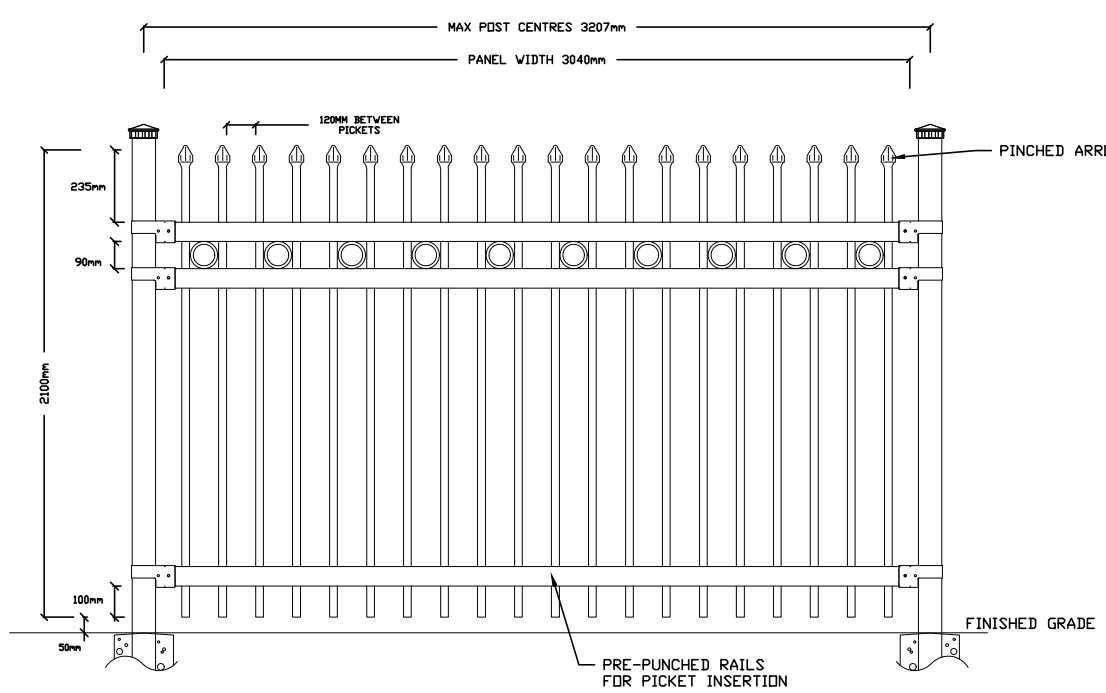 MAX POST CENTRES 3207mm
PANEL WIDTH 3040mm
120MM BETWEEN
PICKETS
PINCHED ARR
235mm
90mm
2100mm
100mm
50mm
FINISHED GRADE
PRE-PUNCHED RAILS
FOR PICKET INSERTION